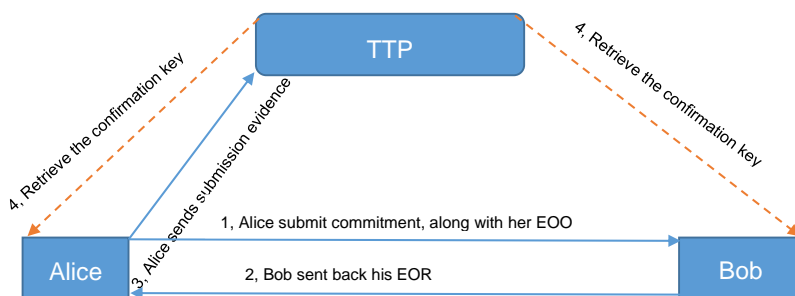 TTP
4, Retrieve the confirmation key
4, Retrieve the confirmation key
3, Alice sends submission evidence
1, Alice submit commitment, along with her EOO
Alice
Bob
2, Bob sent back his EOR